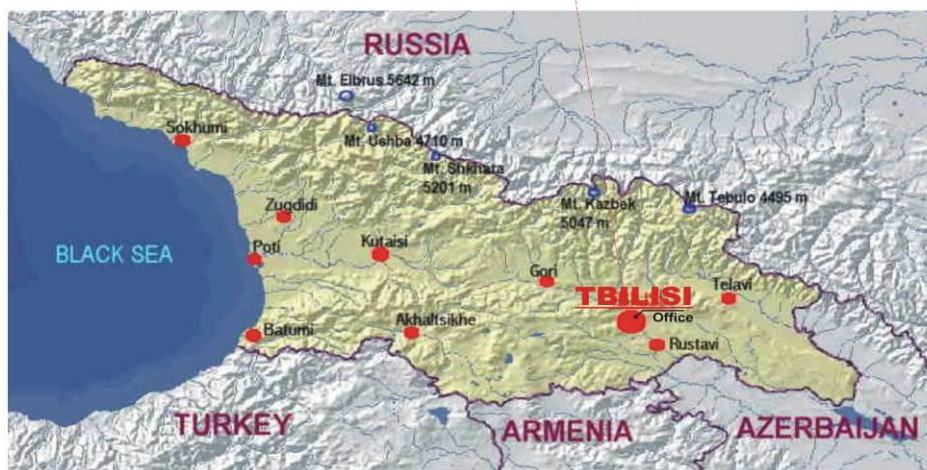 RUSSIA
Mt. Elbrus 5642 m
Sokhumi
Mt. Ushba 4710 m
Mt. Shkhara
5201 m
Mt. Kazbek
5047 m
Mt. Tebulo 4495 m
Zugdidi
BLACK SEA
Poti
Kutaisi
Gori
TBILISI
Office
Telavi
Batumi
Akhaltsikhe
Rustavi
TURKEY
ARMENIA
AZERBAIJAN